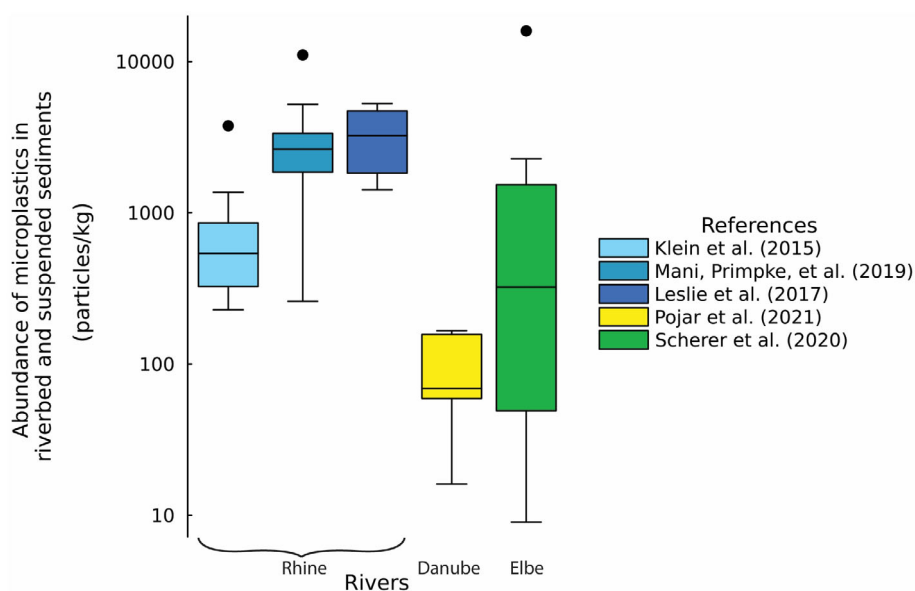 Abundance of microplastics in
riverbed and suspended sediments
(particles/kg)
10000
1000
100
10
References
Klein et al. (2015)
Mani, Primpke, et al. (2019)
Leslie et al. (2017)
Pojar et al. (2021)
Scherer et al. (2020)
Rhine
Danube
Elbe
Rivers